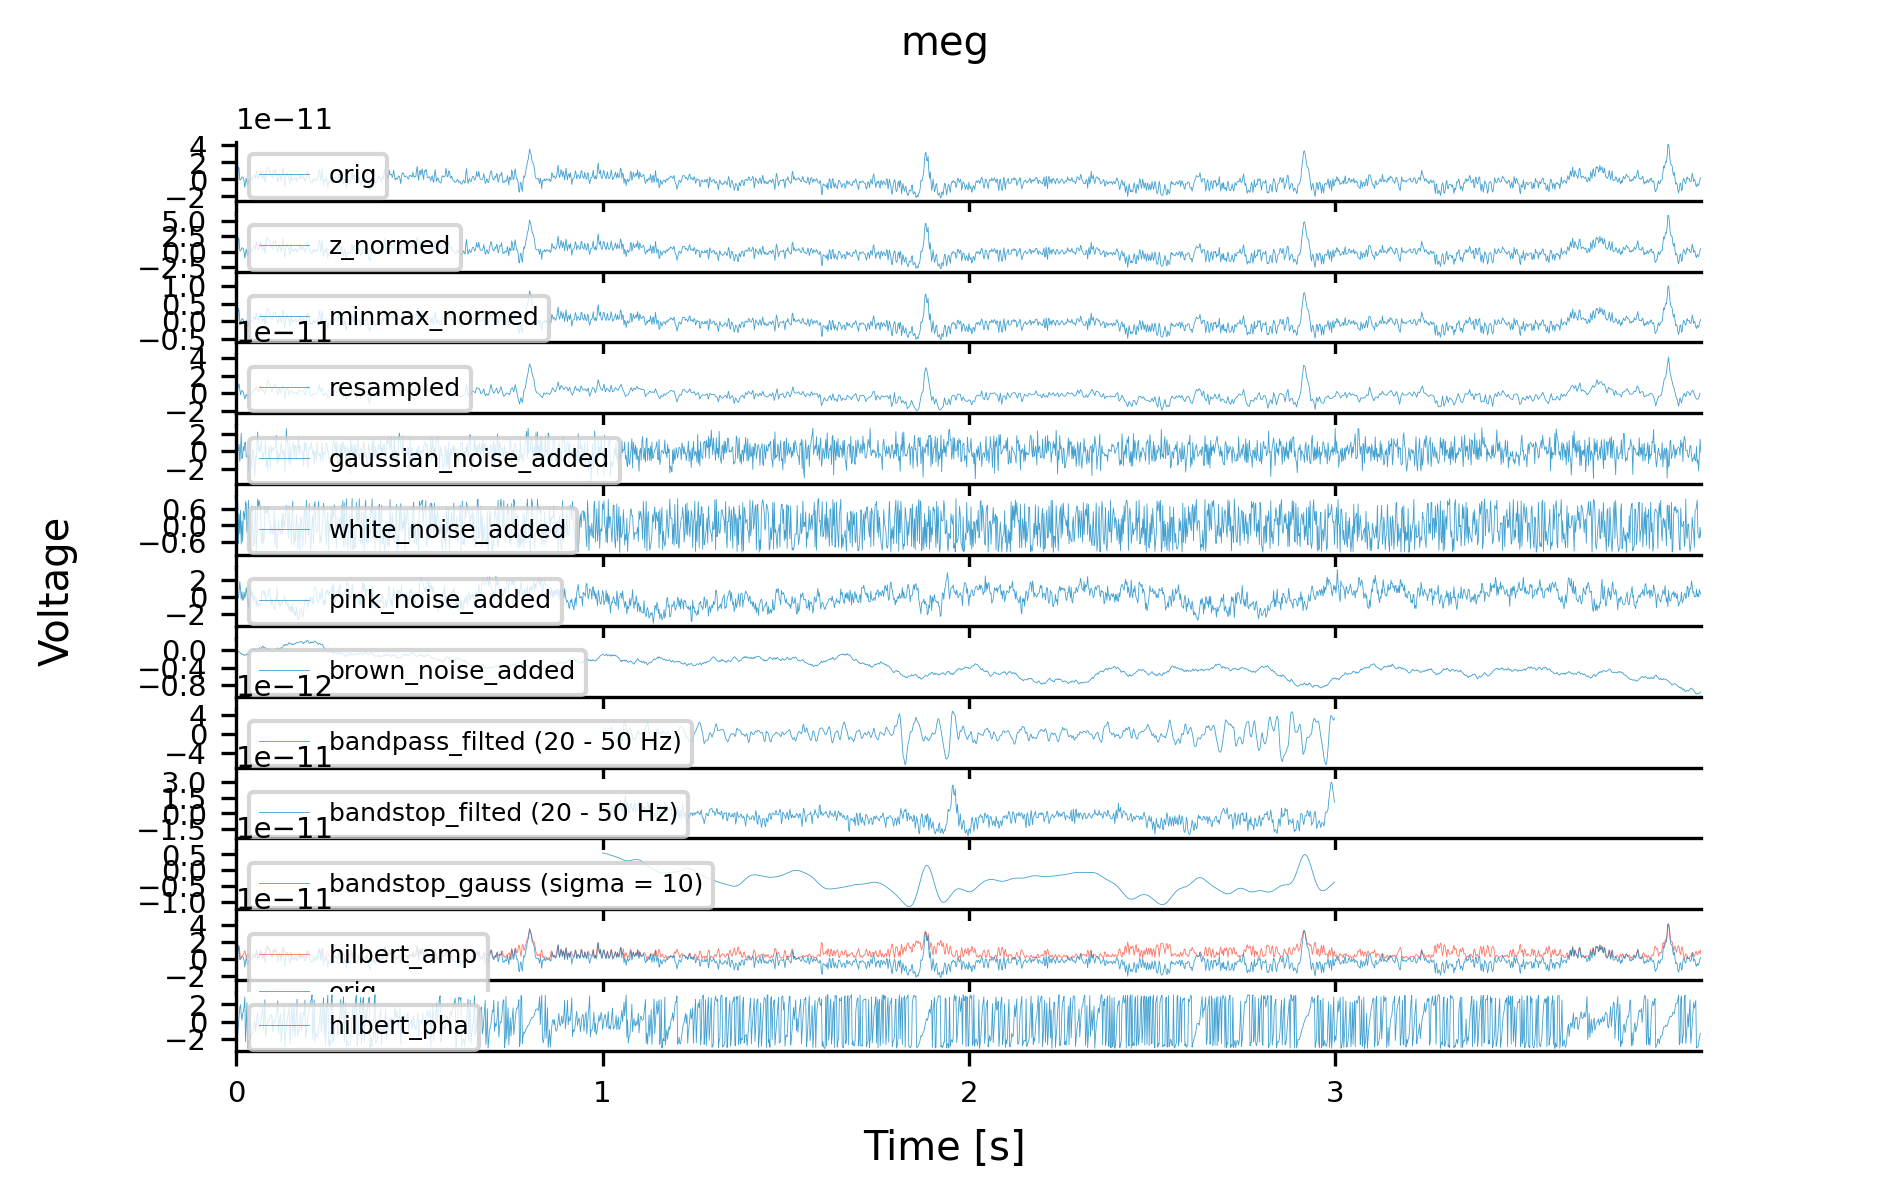 meg
1e−11
4
2
0
−2
orig
5.0
2.5
0.0
−2.5
z_normed
1.0
0.5
0.0
−0.5
minmax_normed
1e−11
4
2
0
−2
resampled
2
0
−2
gaussian_noise_added
0.6
0.0
−0.6
white_noise_added
2
0
−2
pink_noise_added
0.0
−0.4
−0.8
brown_noise_added
1e−12
4
0
−4
bandpass_filted (20 - 50 Hz)
1e−11
3.0
1.5
0.0
−1.5
bandstop_filted (20 - 50 Hz)
1e−11
0.5
0.0
−0.5
−1.0
bandstop_gauss (sigma = 10)
1e−11
4
2
0
−2
hilbert_amp
orig
2
0
−2
hilbert_pha
0
1
2
3
Time [s]
Voltage